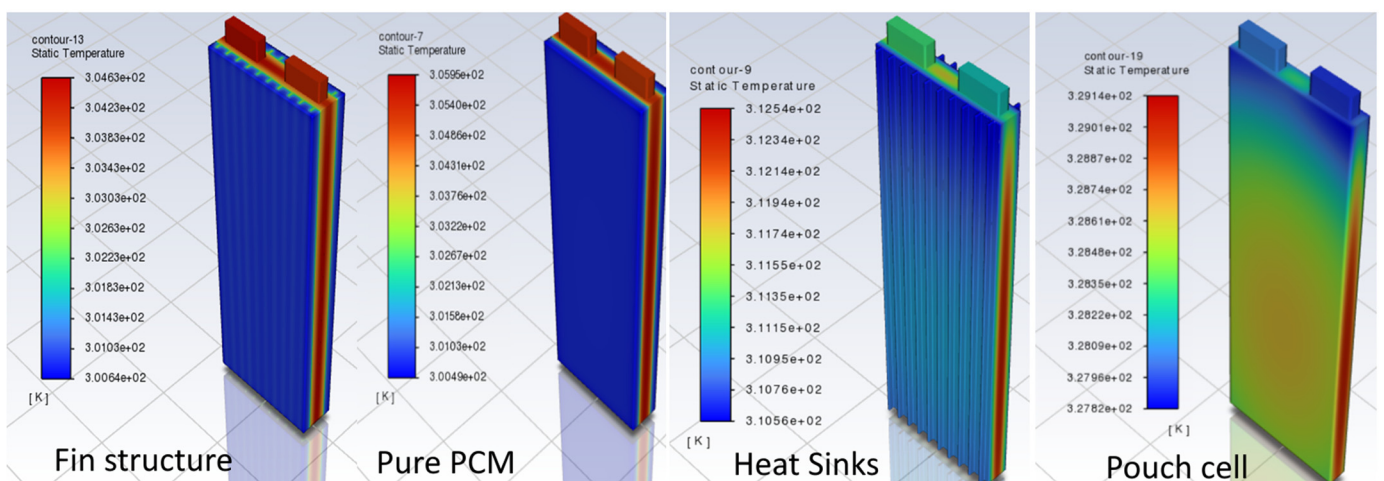 contour-13
Static Temperature
3.0463e+02
3.0423e+02
3.0383e+02
3.0343e+02
3.0303e+02
3.0263e+02
3.0223e+02
3.0183e+02
3.0143e+02
3.0103e+02
3.0064e+02
[ K ]
Fin structure
contour-7
Static Temperature
3.0595e+02
3.0540e+02
3.0486e+02
3.0431e+02
3.0376e+02
3.0322e+02
3.0267e+02
3.0213e+02
3.0158e+02
3.0103e+02
3.0049e+02
[ K ]
Pure PCM
contour-9
Static Temperature
3.1254e+02
3.1234e+02
3.1214e+02
3.1194e+02
3.1174e+02
3.1155e+02
3.1135e+02
3.1115e+02
3.1095e+02
3.1076e+02
3.1056e+02
[ K ]
Heat Sinks
contour-19
Static Temperature
3.2914e+02
3.2901e+02
3.2887e+02
3.2874e+02
3.2861e+02
3.2848e+02
3.2835e+02
3.2822e+02
3.2809e+02
3.2796e+02
3.2782e+02
[ K ]
Pouch cell